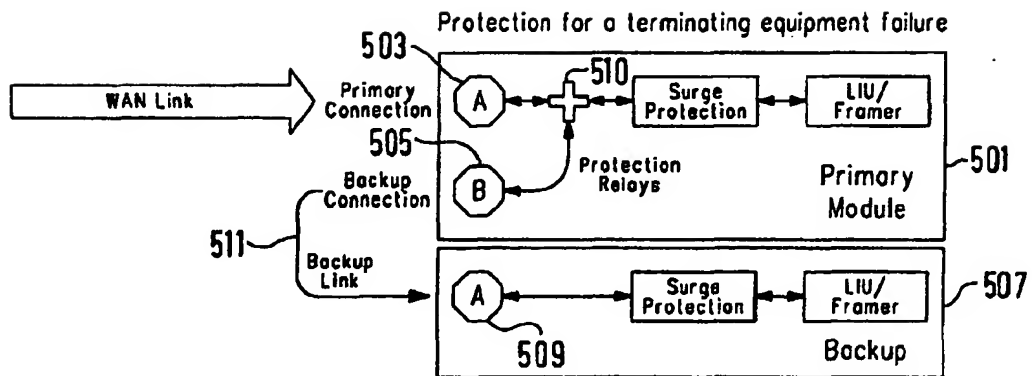 Protection for a terminating equipment failure
503
510
WAN Link
Primary
Connection
A
Surge
Protection
LIU/
Framer
505
Protection
Relays
501
Backup
Connection
B
Primary
Module
511
Backup
Link
A
Surge
Protection
LIU/
Framer
507
509
Backup